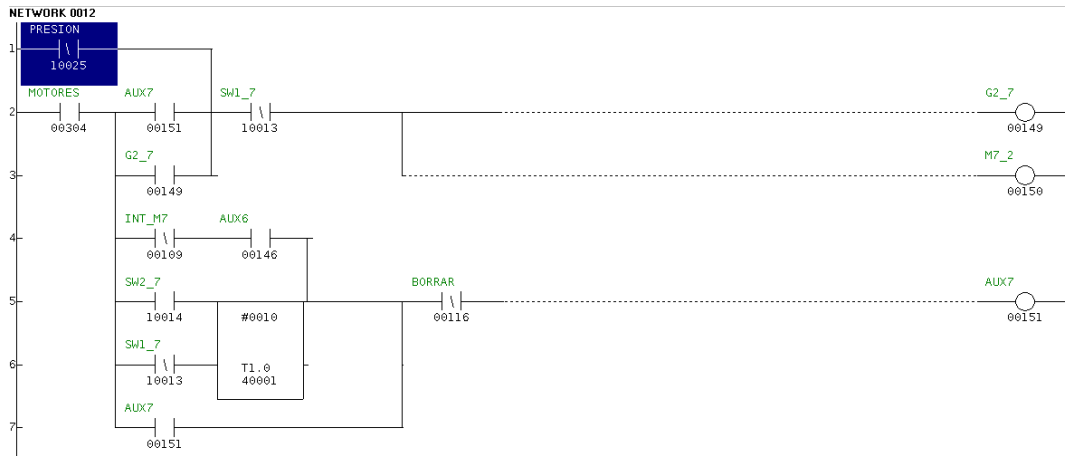 NETWORK 0012
PRESION
1
10025
MOTORES AUX7 SW1_7 G2_7
2
00304 00151 10013 00149
G2_7 M7_2
3
00149 00150
INT_M7 AUX6
4
00109 00146
SW2_7 BORRAR AUX7
5
10014 #0010 00116 00151
SW1_7
6
T1.0
10013 40001
AUX7
7
00151